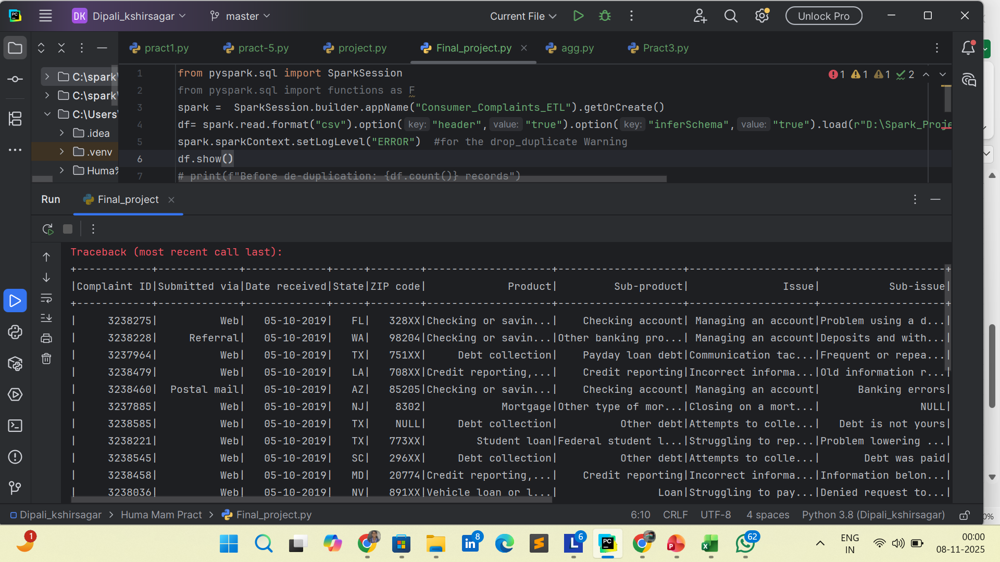 PC
DK Dipali_kshirsagar master Current File Unlock Pro
pract1.py pract-5.py project.py Final_project.py agg.py Pract3.py
C:\spark\
C:\spark\
C:\Users\
.idea
.venv
Huma%
1 from pyspark.sql import SparkSession
2 from pyspark.sql import functions as F
3 spark =  SparkSession.builder.appName("Consumer_Complaints_ETL").getOrCreate()
4 df= spark.read.format("csv").option( key: "header", value: "true").option( key: "inferSchema", value: "true").load(r"D:\Spark_Proje
5 spark.sparkContext.setLogLevel("ERROR")  #for the drop_duplicate Warning
6 df.show()
7 # print(f"Before de-duplication: {df.count()} records")
1 1 1 2
Run Final_project
Traceback (most recent call last):
+------------+-------------+-------------+-----+--------+--------------------+--------------------+--------------------+--------------------+
|Complaint ID|Submitted via|Date received|State|ZIP code|             Product|         Sub-product|               Issue|           Sub-issue|
+------------+-------------+-------------+-----+--------+--------------------+--------------------+--------------------+--------------------+
|     3238275|          Web|   05-10-2019|   FL|   328XX|Checking or savin...|    Checking account| Managing an account|Problem using a d...|
|     3238228|     Referral|   05-10-2019|   WA|   98204|Checking or savin...|Other banking pro...| Managing an account|Deposits and with...|
|     3237964|          Web|   05-10-2019|   TX|   751XX|     Debt collection|    Payday loan debt|Communication tac...|Frequent or repea...|
|     3238479|          Web|   05-10-2019|   LA|   708XX|Credit reporting,...|    Credit reporting|Incorrect informa...|Old information r...|
|     3238460|  Postal mail|   05-10-2019|   AZ|   85205|Checking or savin...|    Checking account| Managing an account|      Banking errors|
|     3237885|          Web|   05-10-2019|   NJ|    8302|            Mortgage|Other type of mor...|Closing on a mort...|                NULL|
|     3238585|          Web|   05-10-2019|   TX|    NULL|     Debt collection|          Other debt|Attempts to colle...|   Debt is not yours|
|     3238221|          Web|   05-10-2019|   TX|   773XX|        Student loan|Federal student l...|Struggling to rep...|Problem lowering ...|
|     3238545|          Web|   05-10-2019|   SC|   296XX|     Debt collection|          Other debt|Attempts to colle...|       Debt was paid|
|     3238458|          Web|   05-10-2019|   MD|   20774|Credit reporting,...|    Credit reporting|Incorrect informa...|Information belon...|
|     3238036|          Web|   05-10-2019|   NV|   891XX|Vehicle loan or l...|                Loan|Struggling to pay...|Denied request to...|
Dipali_kshirsagar > Huma Mam Pract > Final_project.py 6:10 CRLF UTF-8 4 spaces Python 3.8 (Dipali_kshirsagar) 0%
1 in 8 S L 6 PC P X 62 ENG 00:00
IN 08-11-2025